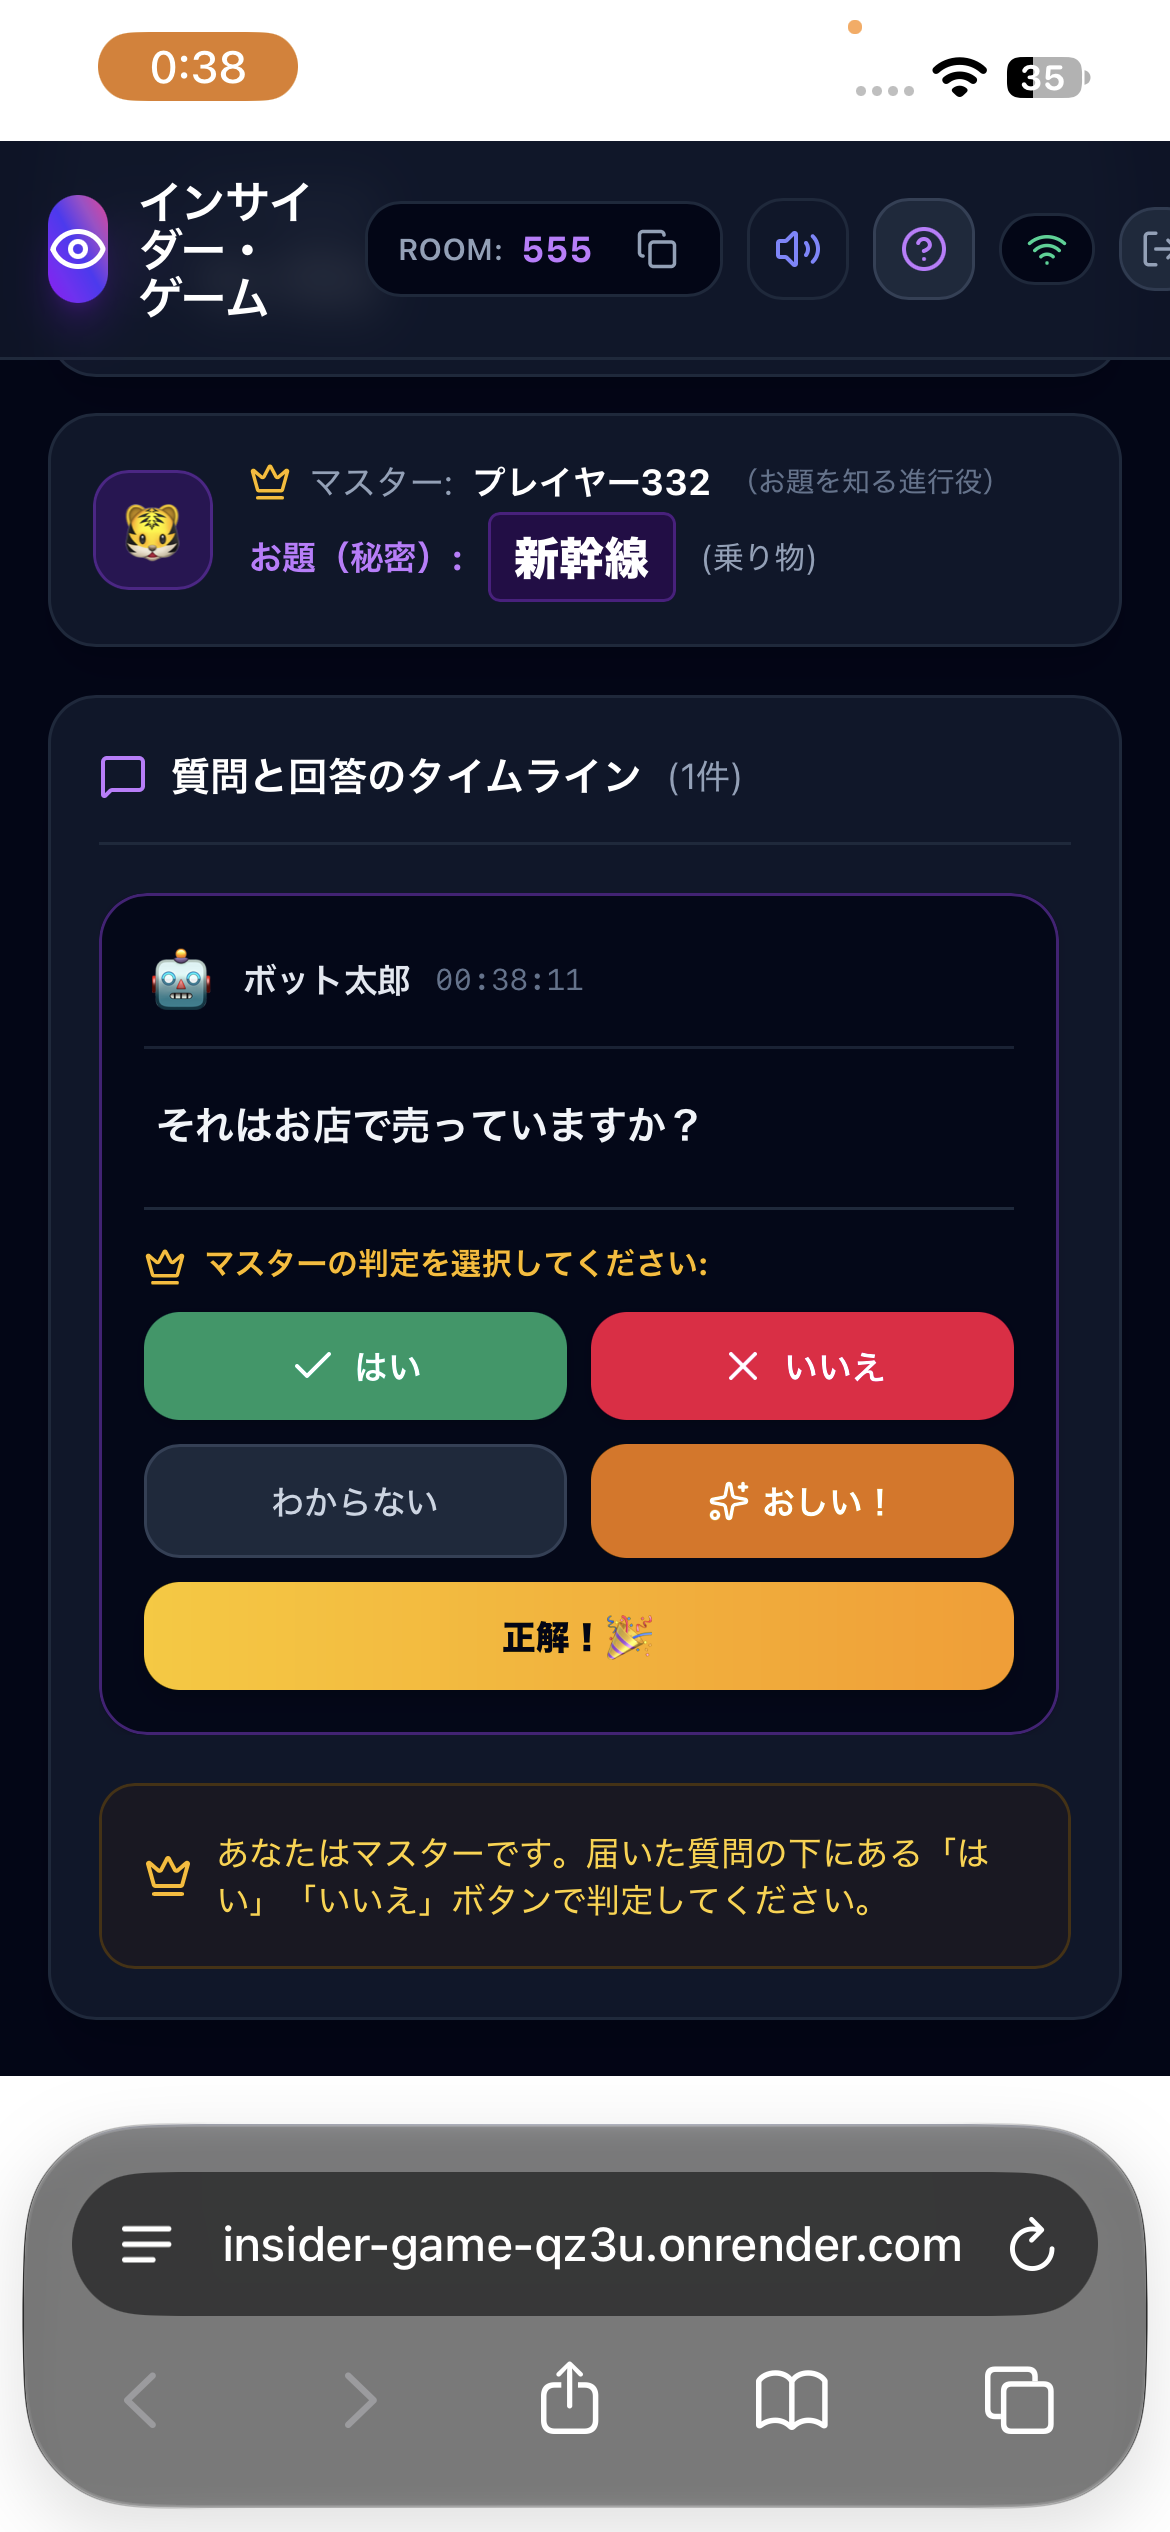 0:38
35
インサイ
ダー・
ゲーム
ROOM: 555
マスター: プレイヤー332 （お題を知る進行役）
お題（秘密）: 新幹線 (乗り物)
質問と回答のタイムライン (1件)
ボット太郎 00:38:11
それはお店で売っていますか？
マスターの判定を選択してください:
はい
いいえ
わからない
おしい！
正解！🎉
あなたはマスターです。届いた質問の下にある「は
い」「いいえ」ボタンで判定してください。
insider-game-qz3u.onrender.com